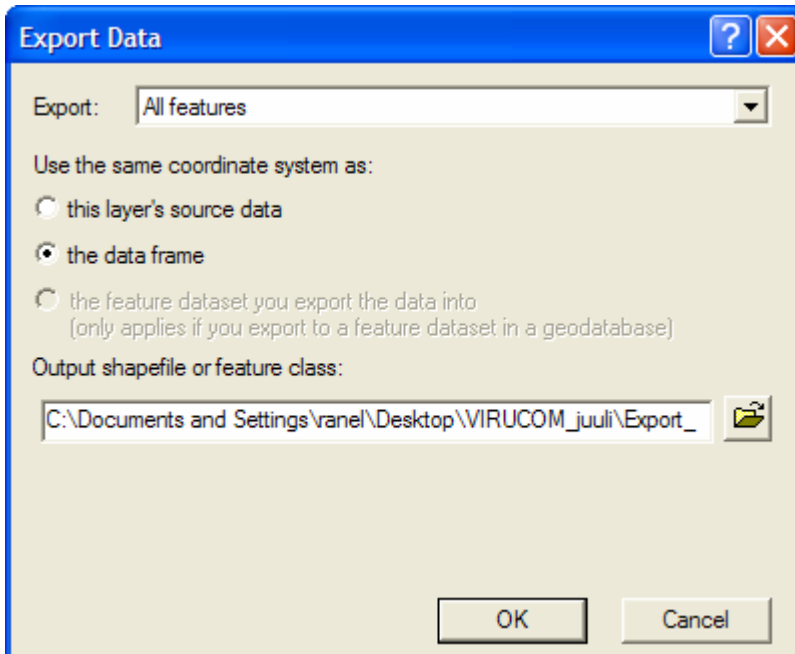 Export Data
Export: All features
Use the same coordinate system as:
this layer's source data
the data frame
the feature dataset you export the data into
(only applies if you export to a feature dataset in a geodatabase)
Output shapefile or feature class:
C:\Documents and Settings\ranel\Desktop\VIRUCOM_juuli\Export_
OK Cancel